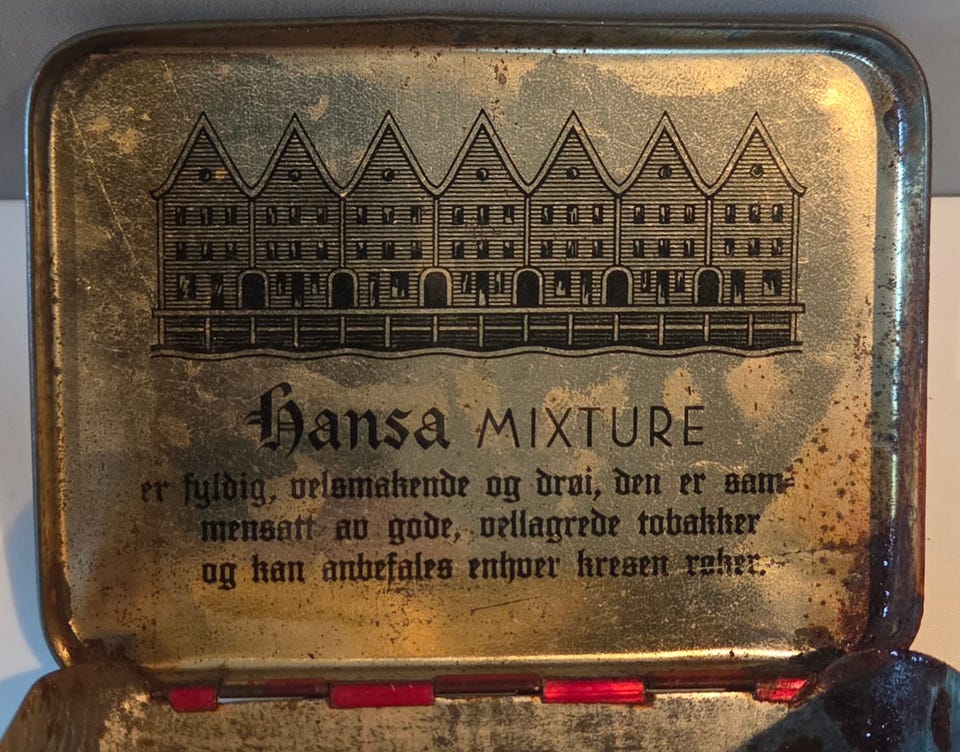 Hansa MIXTURE
er fyldig, velsmakende og drøi, den er sam=
mensatt av gode, vellagrede tobakker
og kan anbefales enhver kresen røker.